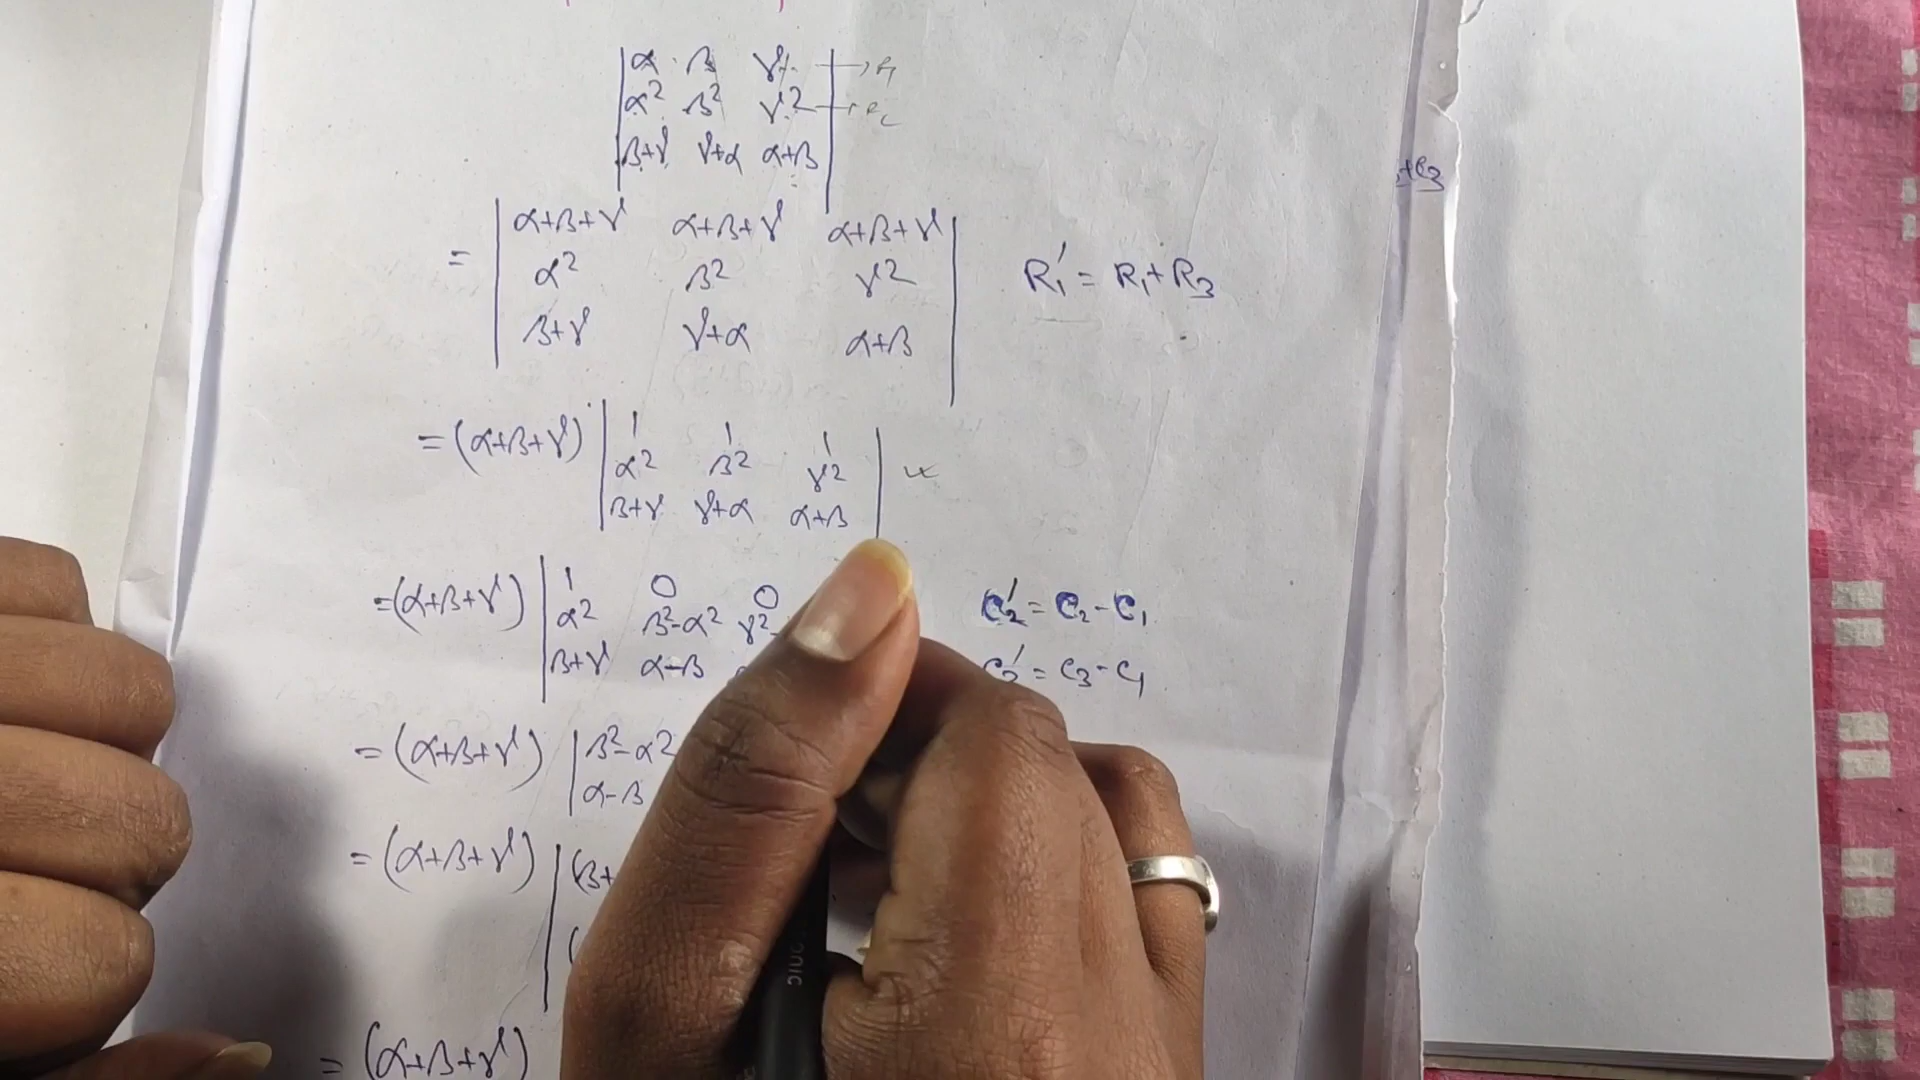 | α β γ | → R₁
| α² β² γ² | → R₂
| β+γ γ+α α+β |
= | α+β+γ α+β+γ α+β+γ |
| α² β² γ² | R₁' = R₁+R₃
| β+γ γ+α α+β |
= (α+β+γ) | 1 1 1 |
| α² β² γ² |
| β+γ γ+α α+β |
= (α+β+γ) | 1 0 0
| α² β²-α² γ²- C₂' = C₂-C₁
| β+γ α-β C₃' = C₃-C₁
= (α+β+γ) | β²-α²
| α-β
= (α+β+γ) | (β+
| (
= (α+β+γ)
+C₃